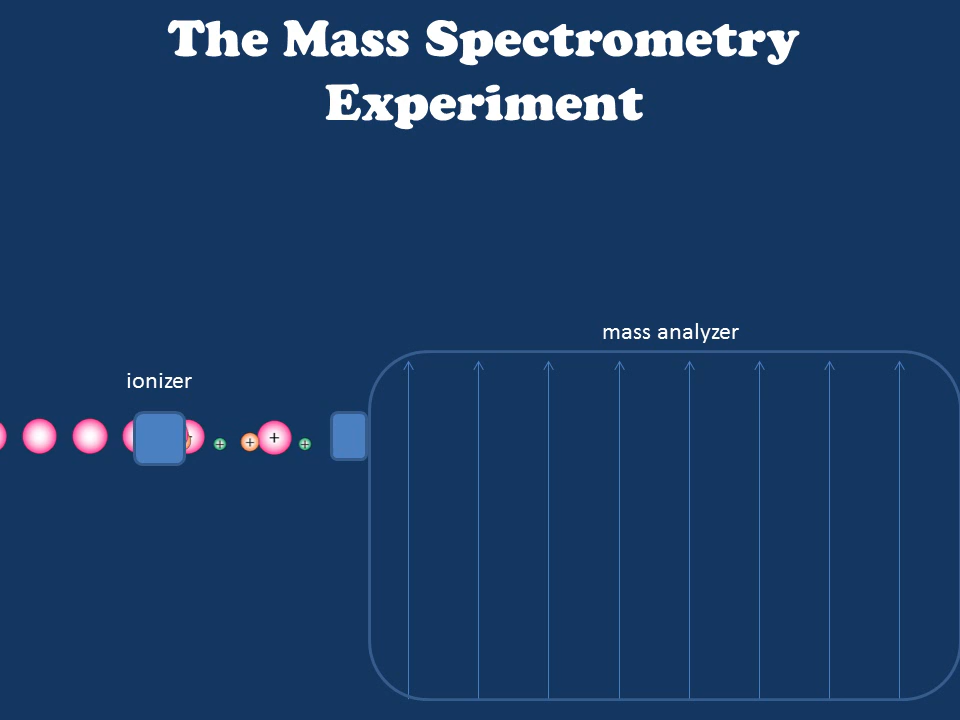 The Mass Spectrometry
Experiment
mass analyzer
ionizer
+ + + +